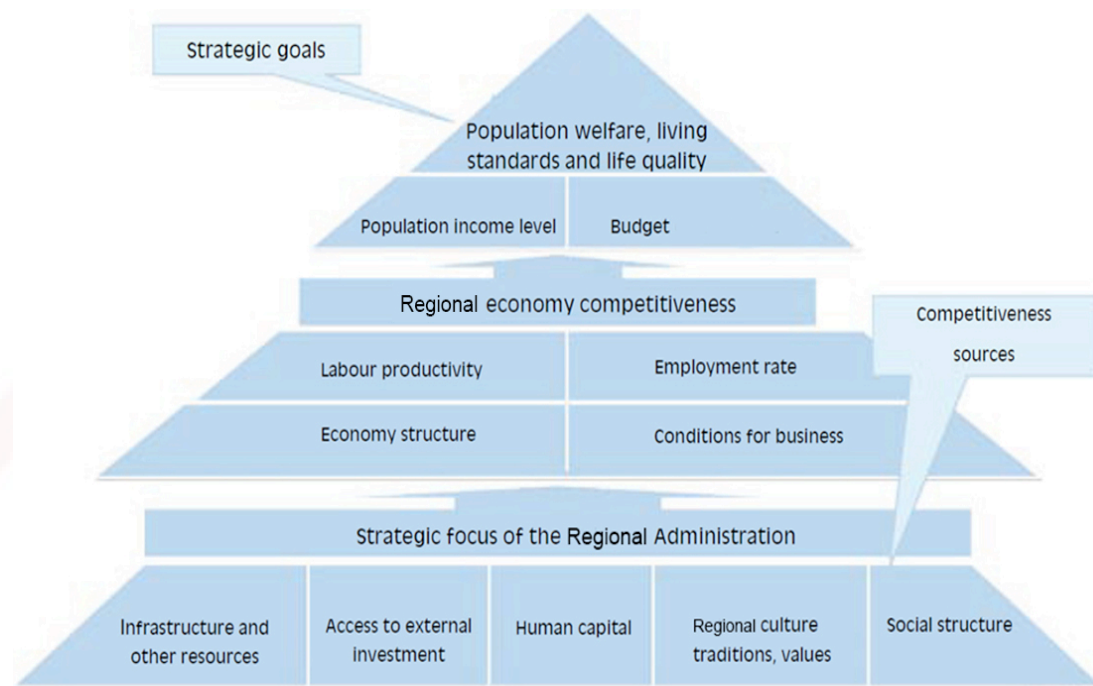 Strategic goals
Population welfare, living
standards and life quality
Population income level
Budget
Regional economy competitiveness
Competitiveness
sources
Labour productivity
Employment rate
Economy structure
Conditions for business
Strategic focus of the Regional Administration
Infrastructure and
other resources
Access to external
investment
Human capital
Regional culture
traditions, values
Social structure